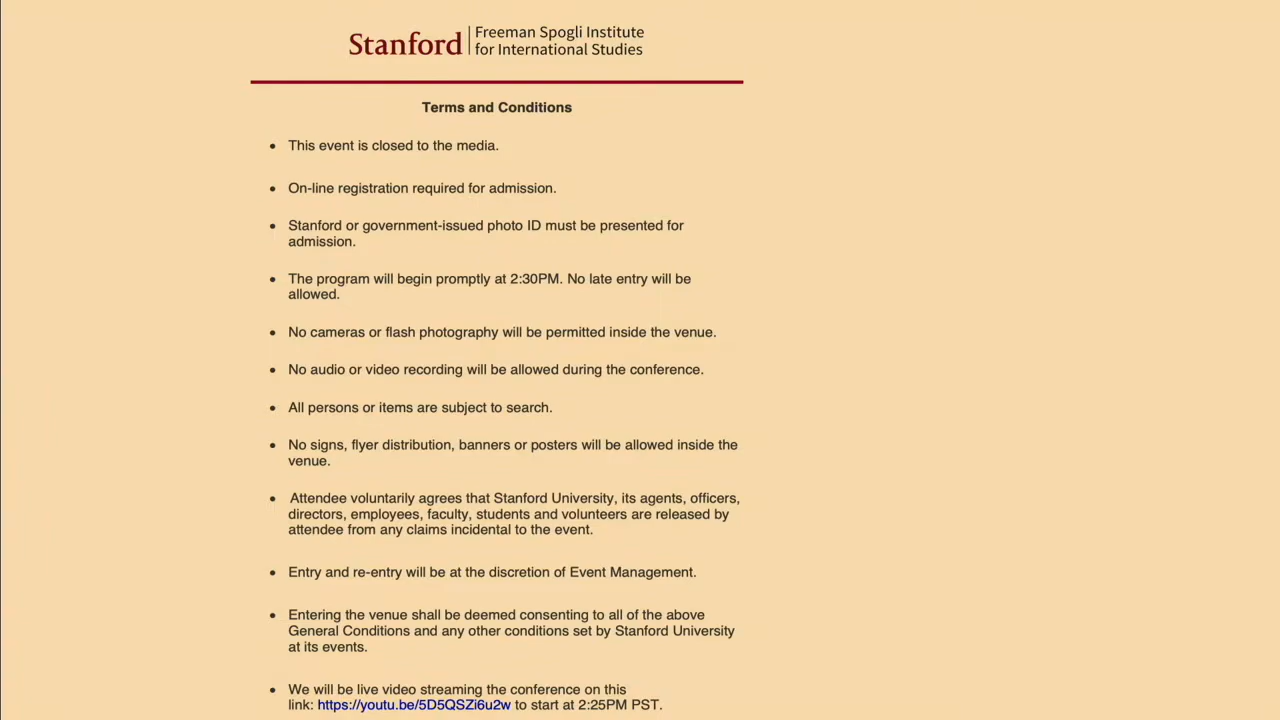 Stanford | Freeman Spogli Institute
for International Studies
Terms and Conditions
• This event is closed to the media.
• On-line registration required for admission.
• Stanford or government-issued photo ID must be presented for
admission.
• The program will begin promptly at 2:30PM. No late entry will be
allowed.
• No cameras or flash photography will be permitted inside the venue.
• No audio or video recording will be allowed during the conference.
• All persons or items are subject to search.
• No signs, flyer distribution, banners or posters will be allowed inside the
venue.
• Attendee voluntarily agrees that Stanford University, its agents, officers,
directors, employees, faculty, students and volunteers are released by
attendee from any claims incidental to the event.
• Entry and re-entry will be at the discretion of Event Management.
• Entering the venue shall be deemed consenting to all of the above
General Conditions and any other conditions set by Stanford University
at its events.
• We will be live video streaming the conference on this
link: https://youtu.be/5D5QSZi6u2w to start at 2:25PM PST.